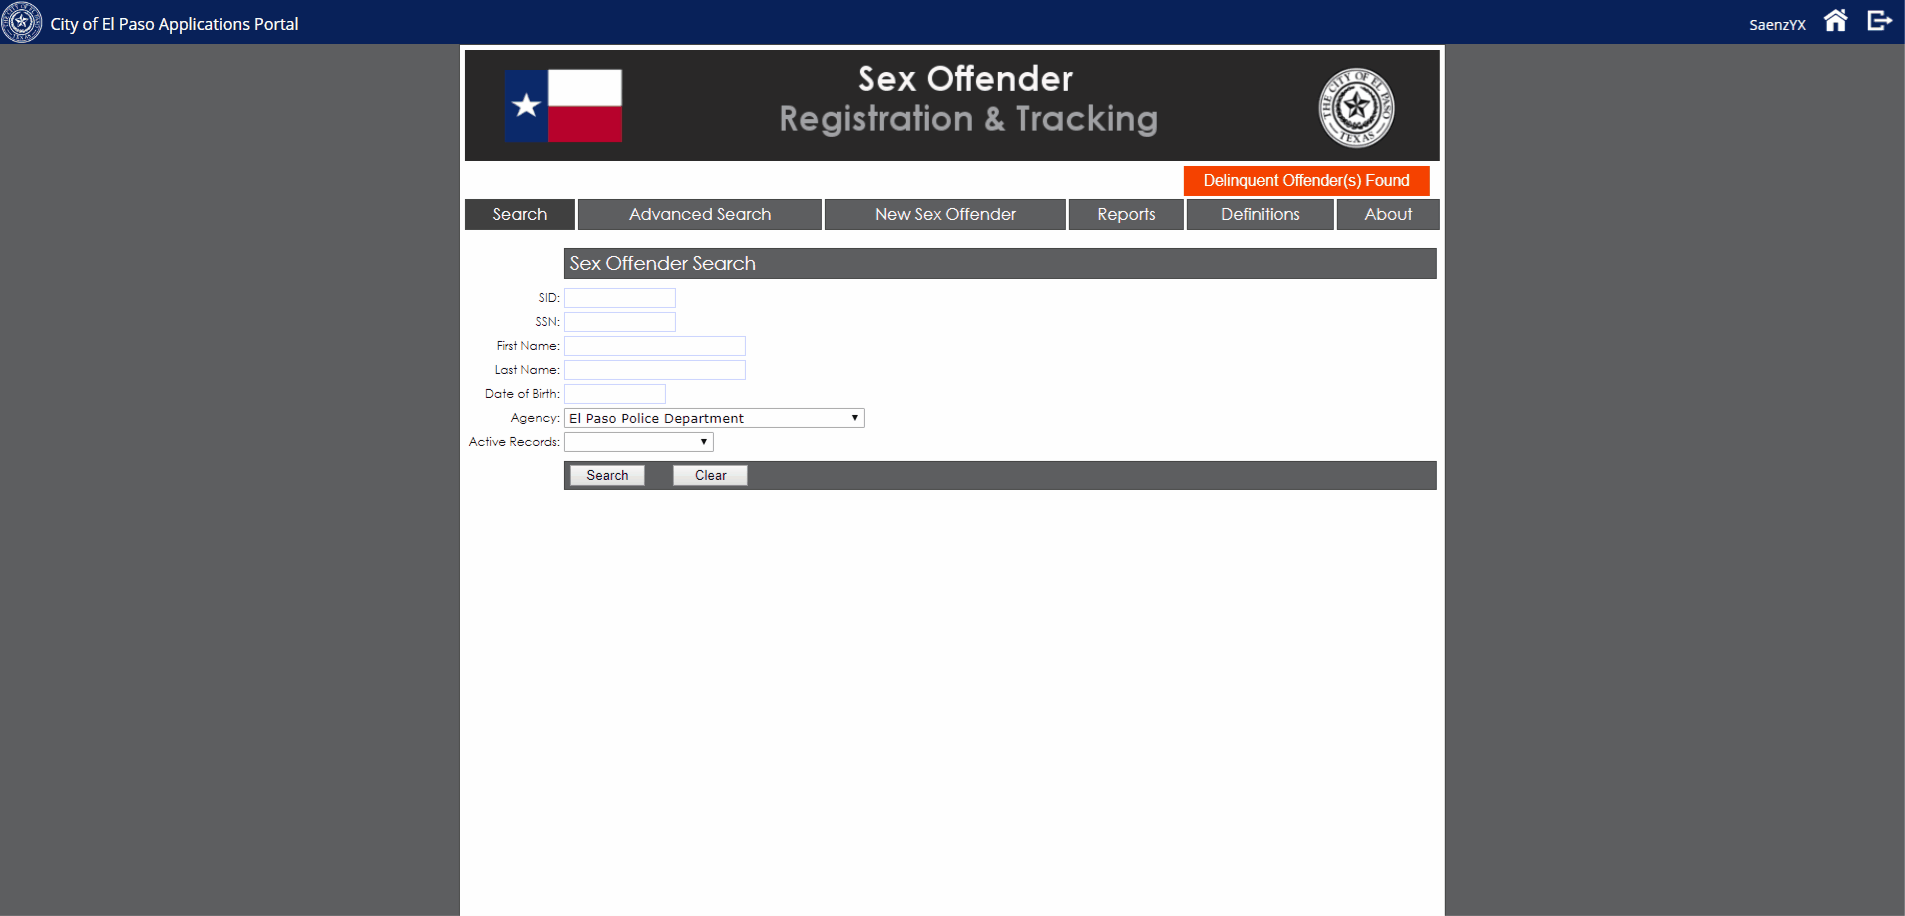 City of El Paso Applications Portal
SaenzYX
Sex Offender
Registration & Tracking
THE CITY OF EL PASO
TEXAS
Delinquent Offender(s) Found
Search
Advanced Search
New Sex Offender
Reports
Definitions
About
Sex Offender Search
SID:
SSN:
First Name:
Last Name:
Date of Birth:
Agency: El Paso Police Department
Active Records:
Search
Clear